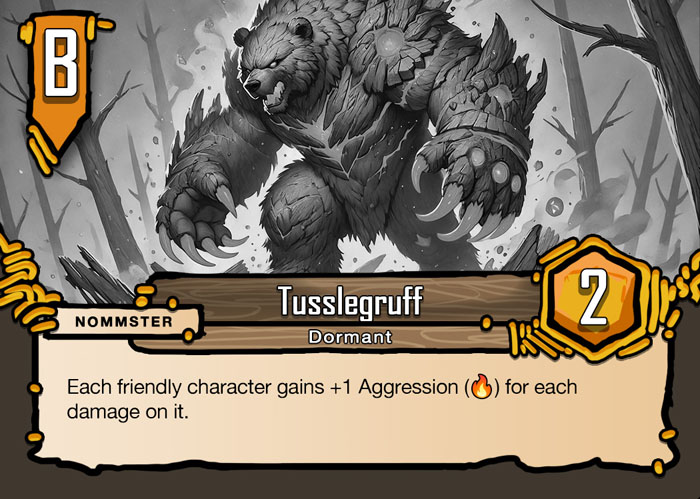 B
Tusslegruff
2
NOMMSTER
Dormant
Each friendly character gains +1 Aggression (🔥) for each
damage on it.